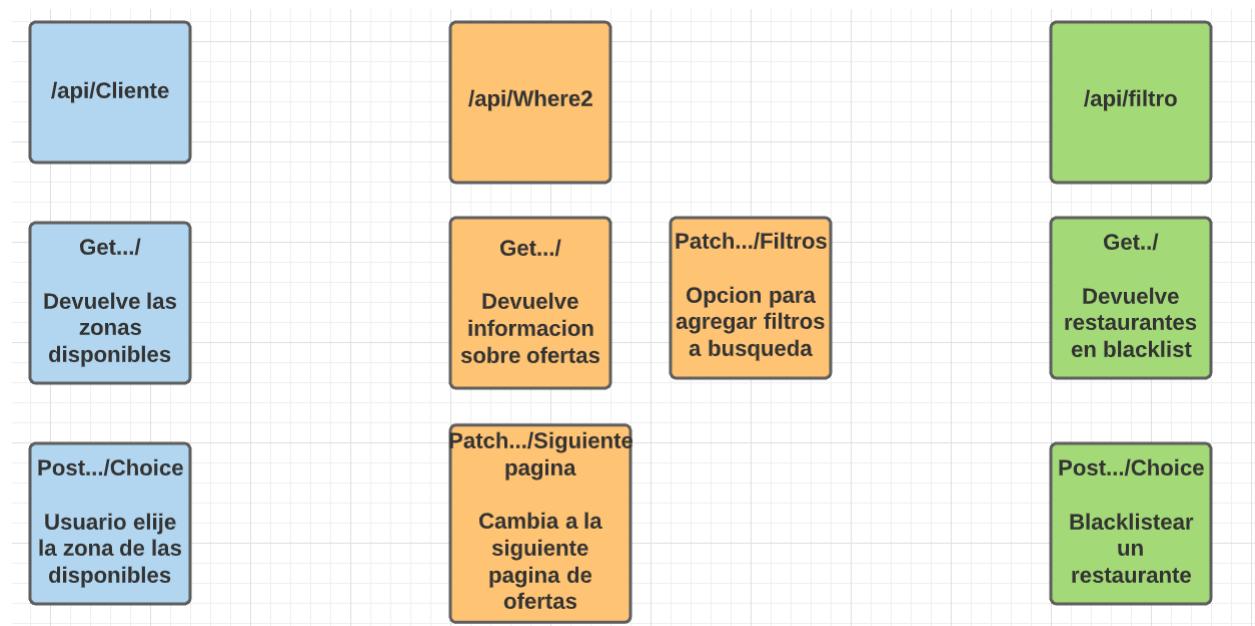 /api/Cliente
/api/Where2
/api/filtro
Get.../
Devuelve las
zonas
disponibles
Get.../
Devuelve
informacion
sobre ofertas
Patch.../Filtros
Opcion para
agregar filtros
a busqueda
Get../
Devuelve
restaurantes
en blacklist
Post.../Choice
Usuario elije
la zona de las
disponibles
Patch.../Siguiente
pagina
Cambia a la
siguiente
pagina de
ofertas
Post.../Choice
Blacklistear
un
restaurante